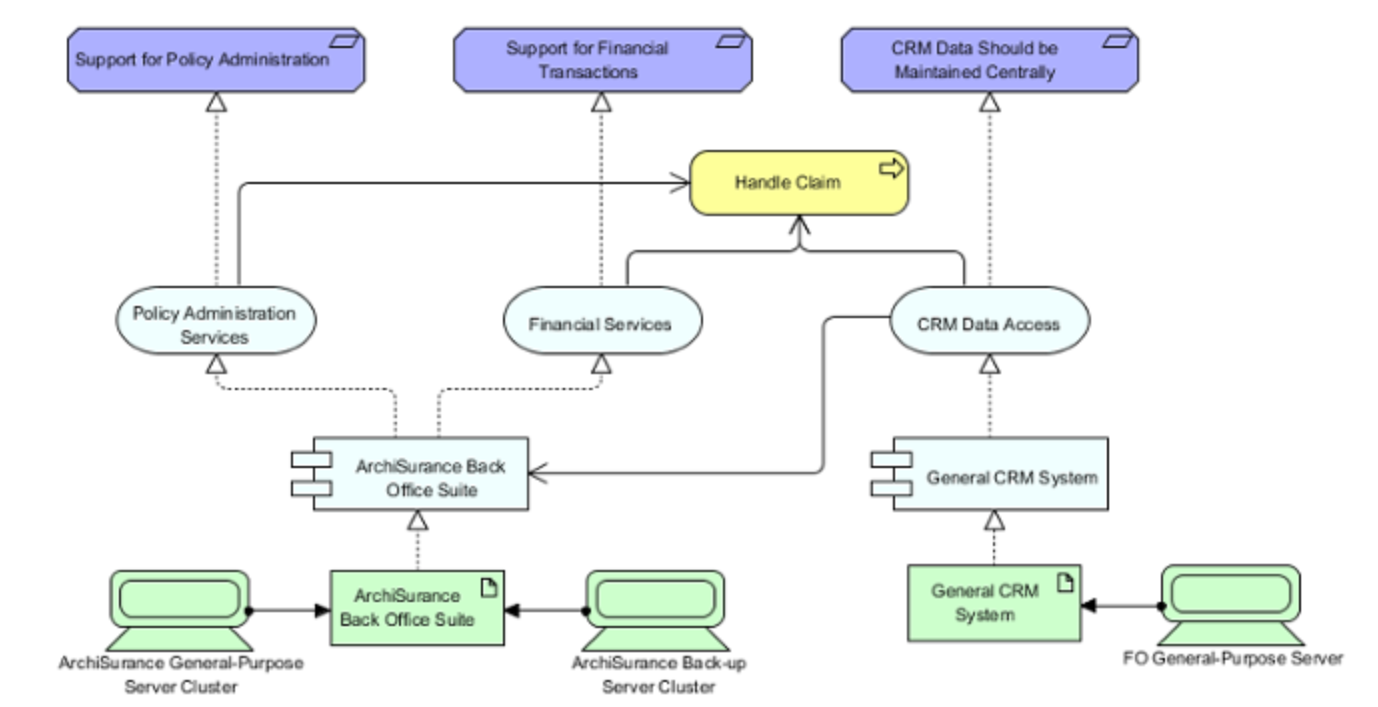 Support for Policy Administration
Support for Financial
Transactions
CRM Data Should be
Maintained Centrally
Handle Claim
Policy Administration
Services
Financial Services
CRM Data Access
ArchiSurance Back
Office Suite
General CRM System
ArchiSurance
Back Office Suite
General CRM
System
ArchiSurance General-Purpose
Server Cluster
ArchiSurance Back-up
Server Cluster
FO General-Purpose Server